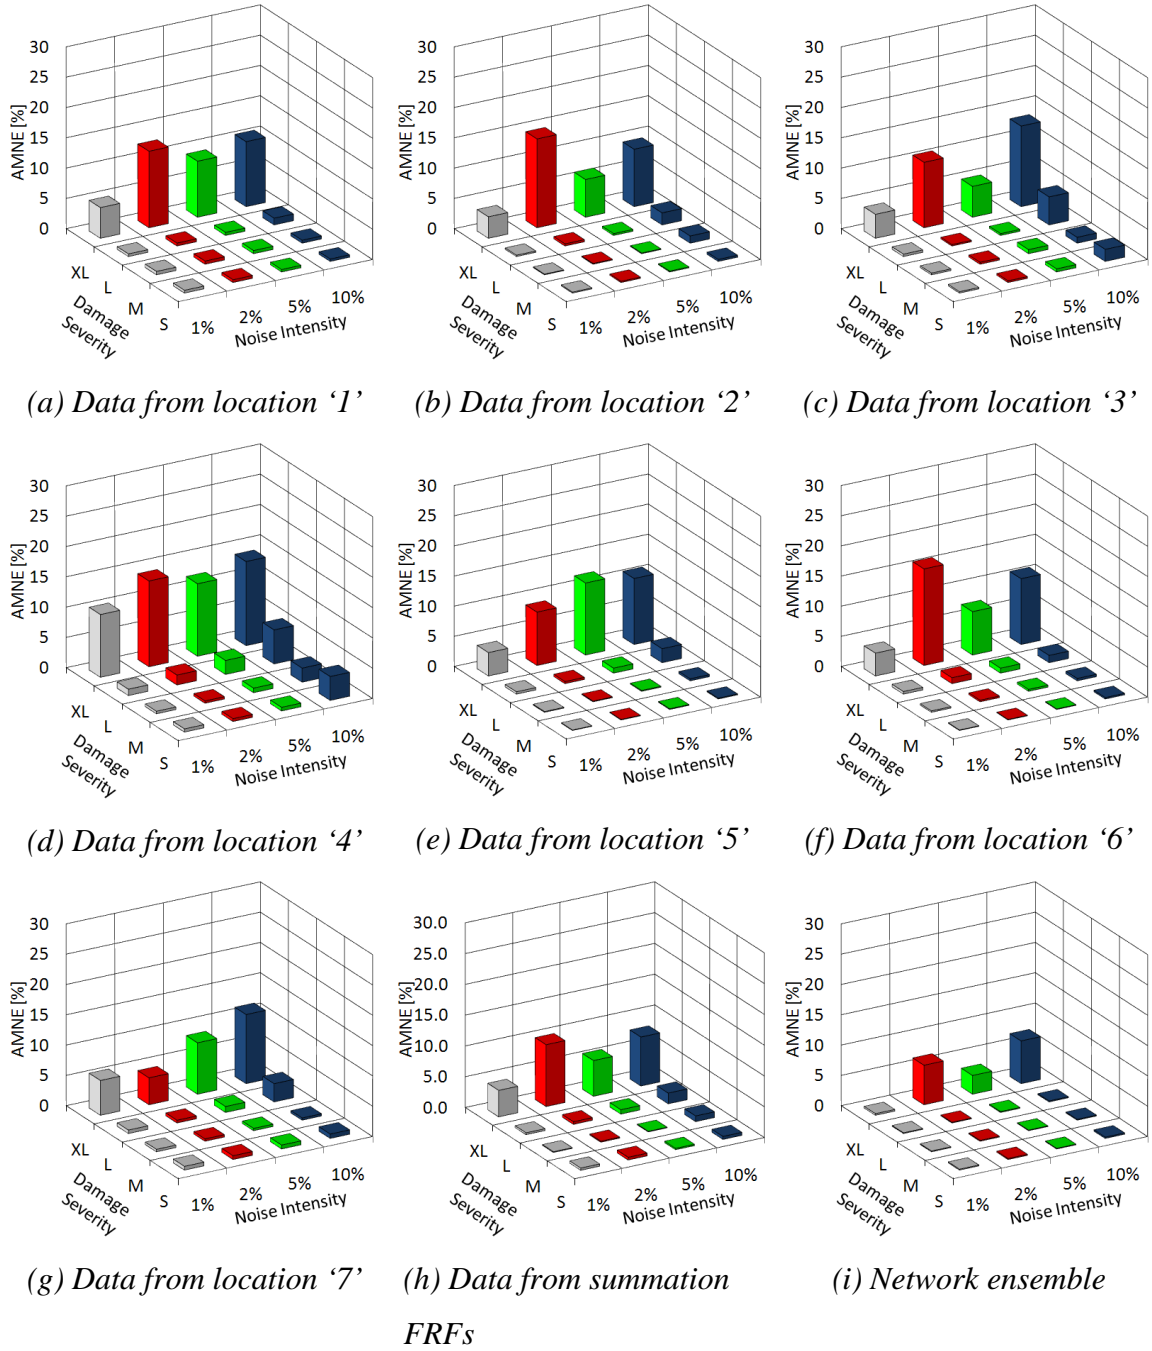 30
25
20
15
10
5
0
AMNE [%]
XL
L
M
S
Damage
Severity
1%
2%
5%
10%
Noise Intensity
(a) Data from location ‘1’
30
25
20
15
10
5
0
AMNE [%]
XL
L
M
S
Damage
Severity
1%
2%
5%
10%
Noise Intensity
(b) Data from location ‘2’
30
25
20
15
10
5
0
AMNE [%]
XL
L
M
S
Damage
Severity
1%
2%
5%
10%
Noise Intensity
(c) Data from location ‘3’
30
25
20
15
10
5
0
AMNE [%]
XL
L
M
S
Damage
Severity
1%
2%
5%
10%
Noise Intensity
(d) Data from location ‘4’
30
25
20
15
10
5
0
AMNE [%]
XL
L
M
S
Damage
Severity
1%
2%
5%
10%
Noise Intensity
(e) Data from location ‘5’
30
25
20
15
10
5
0
AMNE [%]
XL
L
M
S
Damage
Severity
1%
2%
5%
10%
Noise Intensity
(f) Data from location ‘6’
30
25
20
15
10
5
0
AMNE [%]
XL
L
M
S
Damage
Severity
1%
2%
5%
10%
Noise Intensity
(g) Data from location ‘7’
30.0
25.0
20.0
15.0
10.0
5.0
0.0
AMNE [%]
XL
L
M
S
Damage
Severity
1%
2%
5%
10%
Noise Intensity
(h) Data from summation
FRFs
30
25
20
15
10
5
0
AMNE [%]
XL
L
M
S
Damage
Severity
1%
2%
5%
10%
Noise Intensity
(i) Network ensemble